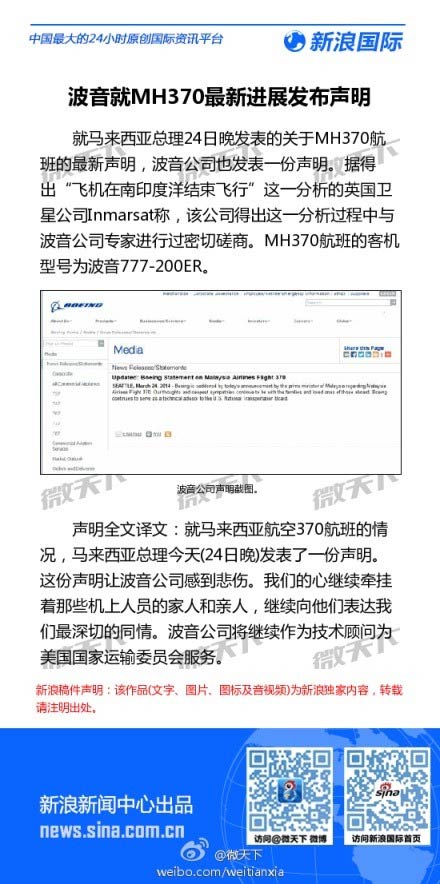 中国最大的24小时原创国际资讯平台
新浪国际
波音就MH370最新进展发布声明
就马来西亚总理24日晚发表的关于MH370航
班的最新声明，波音公司也发表一份声明。据得
出“飞机在南印度洋结束飞行”这一分析的英国卫
星公司Inmarsat称，该公司得出这一分析过程中与
波音公司专家进行过密切磋商。MH370航班的客机
型号为波音777-200ER。
BOEING
Media
Share this Page
News Releases/Statements
Updated: Boeing Statement on Malaysia Airlines Flight 370
SEATTLE, March 24, 2014 - Boeing is saddened by today's announcement by the prime minister of Malaysia regarding Malaysia
Airlines Flight 370. Our thoughts and deepest sympathies continue to be with the families and loved ones of those aboard. Boeing
continues to serve as a technical advisor to the U.S. National Transportation Board.
波音公司声明截图。
声明全文译文：就马来西亚航空370航班的情
况，马来西亚总理今天(24日晚)发表了一份声明。
这份声明让波音公司感到悲伤。我们的心继续牵挂
着那些机上人员的家人和亲人，继续向他们表达我
们最深切的同情。波音公司将继续作为技术顾问为
美国国家运输委员会服务。
新浪稿件声明：该作品(文字、图片、图标及音视频)为新浪独家内容，转载
请注明出处。
新浪新闻中心出品
news.sina.com.cn
访问@微天下 微博
访问新浪国际首页
@微天下
weibo.com/weitianxia